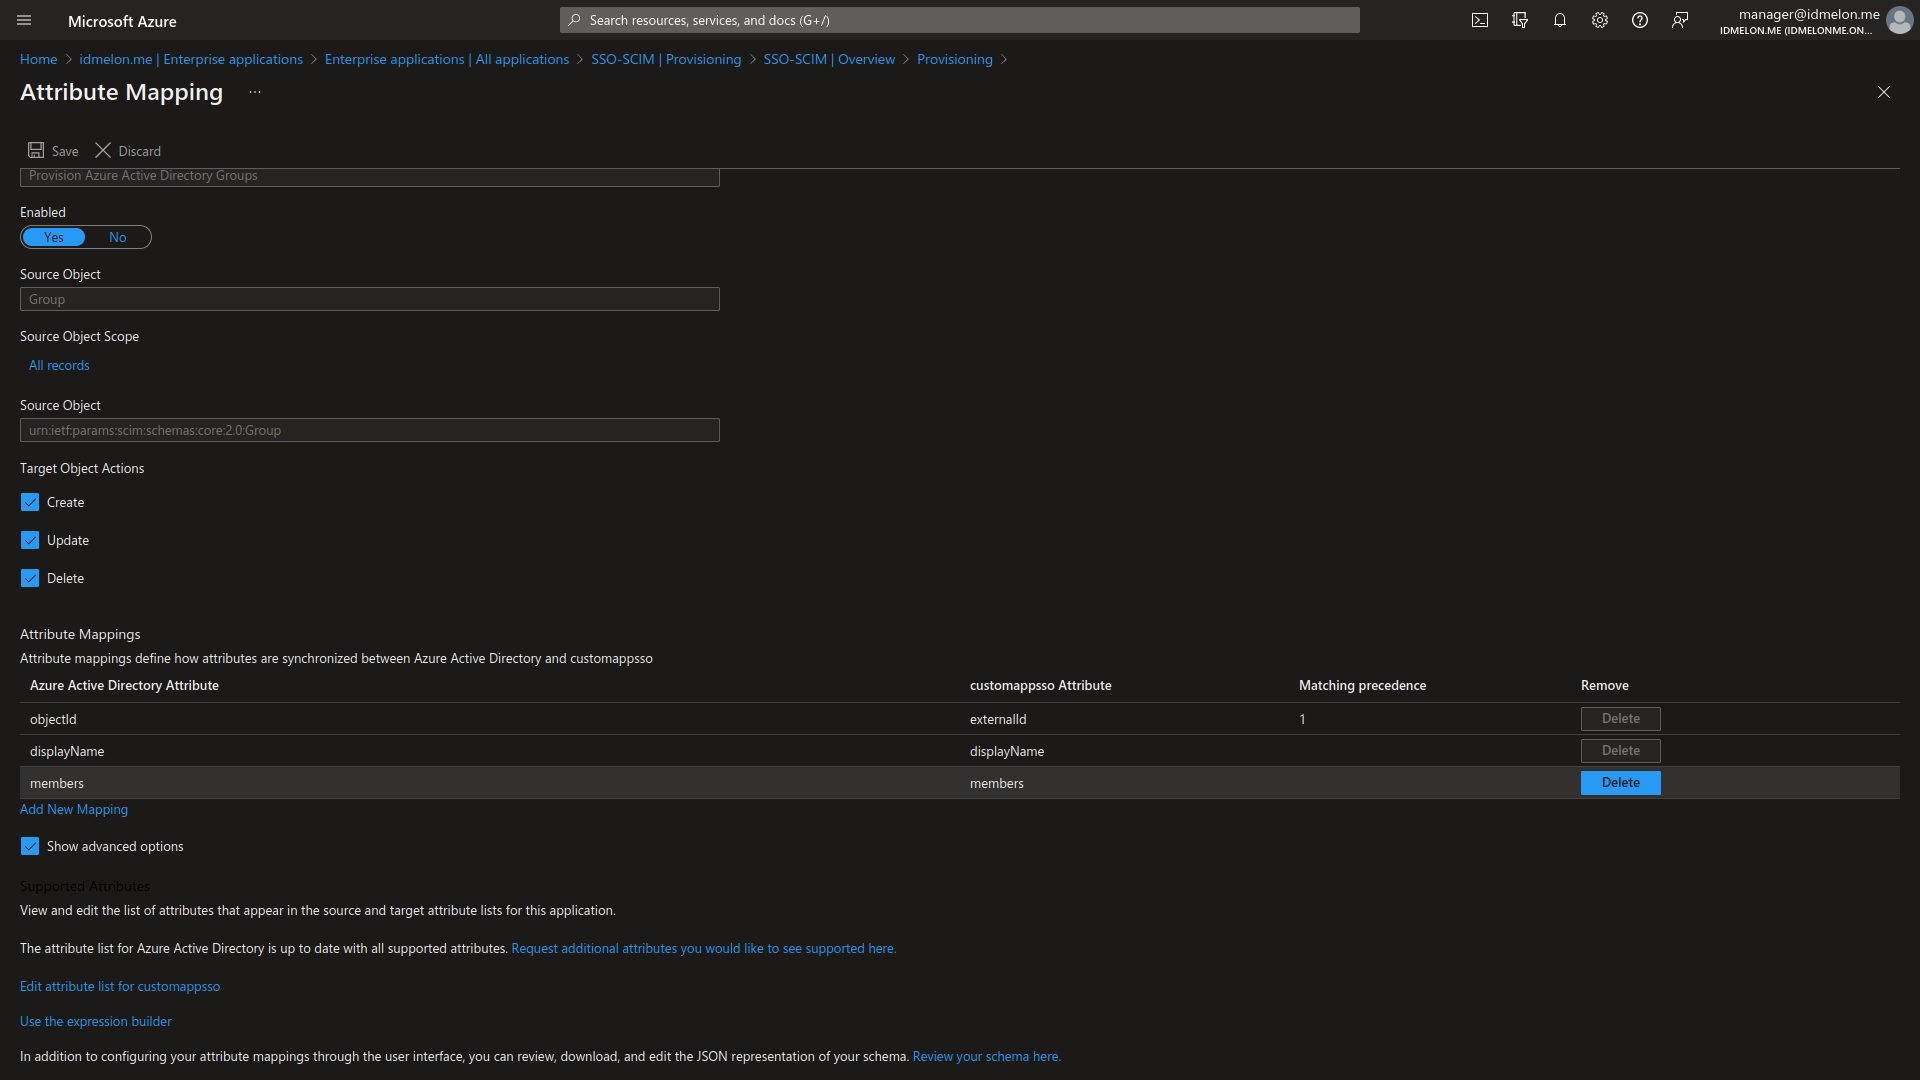 Microsoft Azure
Search resources, services, and docs (G+/)
manager@idmelon.me
IDMELON.ME (IDMELONME.ON...
Home > idmelon.me | Enterprise applications > Enterprise applications | All applications > SSO-SCIM | Provisioning > SSO-SCIM | Overview > Provisioning >
Attribute Mapping ...
Save Discard
Provision Azure Active Directory Groups
Enabled
Yes No
Source Object
Group
Source Object Scope
All records
Source Object
urn:ietf:params:scim:schemas:core:2.0:Group
Target Object Actions
Create
Update
Delete
Attribute Mappings
Attribute mappings define how attributes are synchronized between Azure Active Directory and customappsso
Azure Active Directory Attribute customappsso Attribute Matching precedence Remove
objectId externalId 1 Delete
displayName displayName Delete
members members Delete
Add New Mapping
Show advanced options
Supported Attributes
View and edit the list of attributes that appear in the source and target attribute lists for this application.
The attribute list for Azure Active Directory is up to date with all supported attributes. Request additional attributes you would like to see supported here.
Edit attribute list for customappsso
Use the expression builder
In addition to configuring your attribute mappings through the user interface, you can review, download, and edit the JSON representation of your schema. Review your schema here.